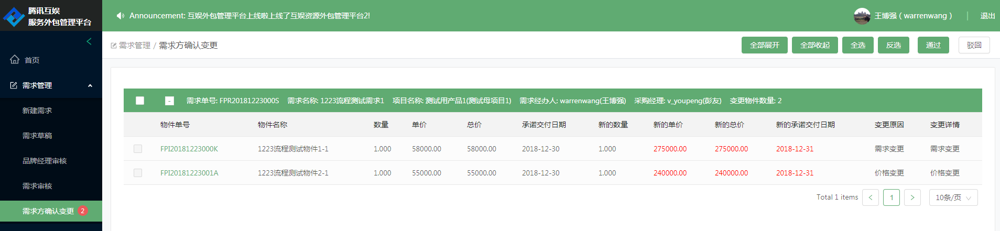 腾讯互娱
服务外包管理平台
Announcement: 互娱外包管理平台上线啦上线了互娱资源外包管理平台2!
王博强 ( warrenwang )
退出
首页
需求管理
新建需求
需求草稿
品牌经理审核
需求审核
需求方确认变更 2
需求管理 / 需求方确认变更
全部展开 全部收起 全选 反选 通过 驳回
- 需求单号: FPR20181223000S 需求名称: 1223流程测试需求1 项目名称: 测试用产品1(测试母项目1) 需求经办人: warrenwang(王博强) 采购经理: v_youpeng(彭友) 变更物件数量: 2
物件单号 物件名称 数量 单价 总价 承诺交付日期 新的数量 新的单价 新的总价 新的承诺交付日期 变更原因 变更详情
FPI20181223000K 1223流程测试物件1-1 1.000 58000.00 58000.00 2018-12-30 1.000 275000.00 275000.00 2018-12-31 需求变更 需求变更
FPI20181223001A 1223流程测试物件2-1 1.000 55000.00 55000.00 2018-12-30 1.000 240000.00 240000.00 2018-12-31 价格变更 价格变更
Total 1 items < 1 > 10条/页